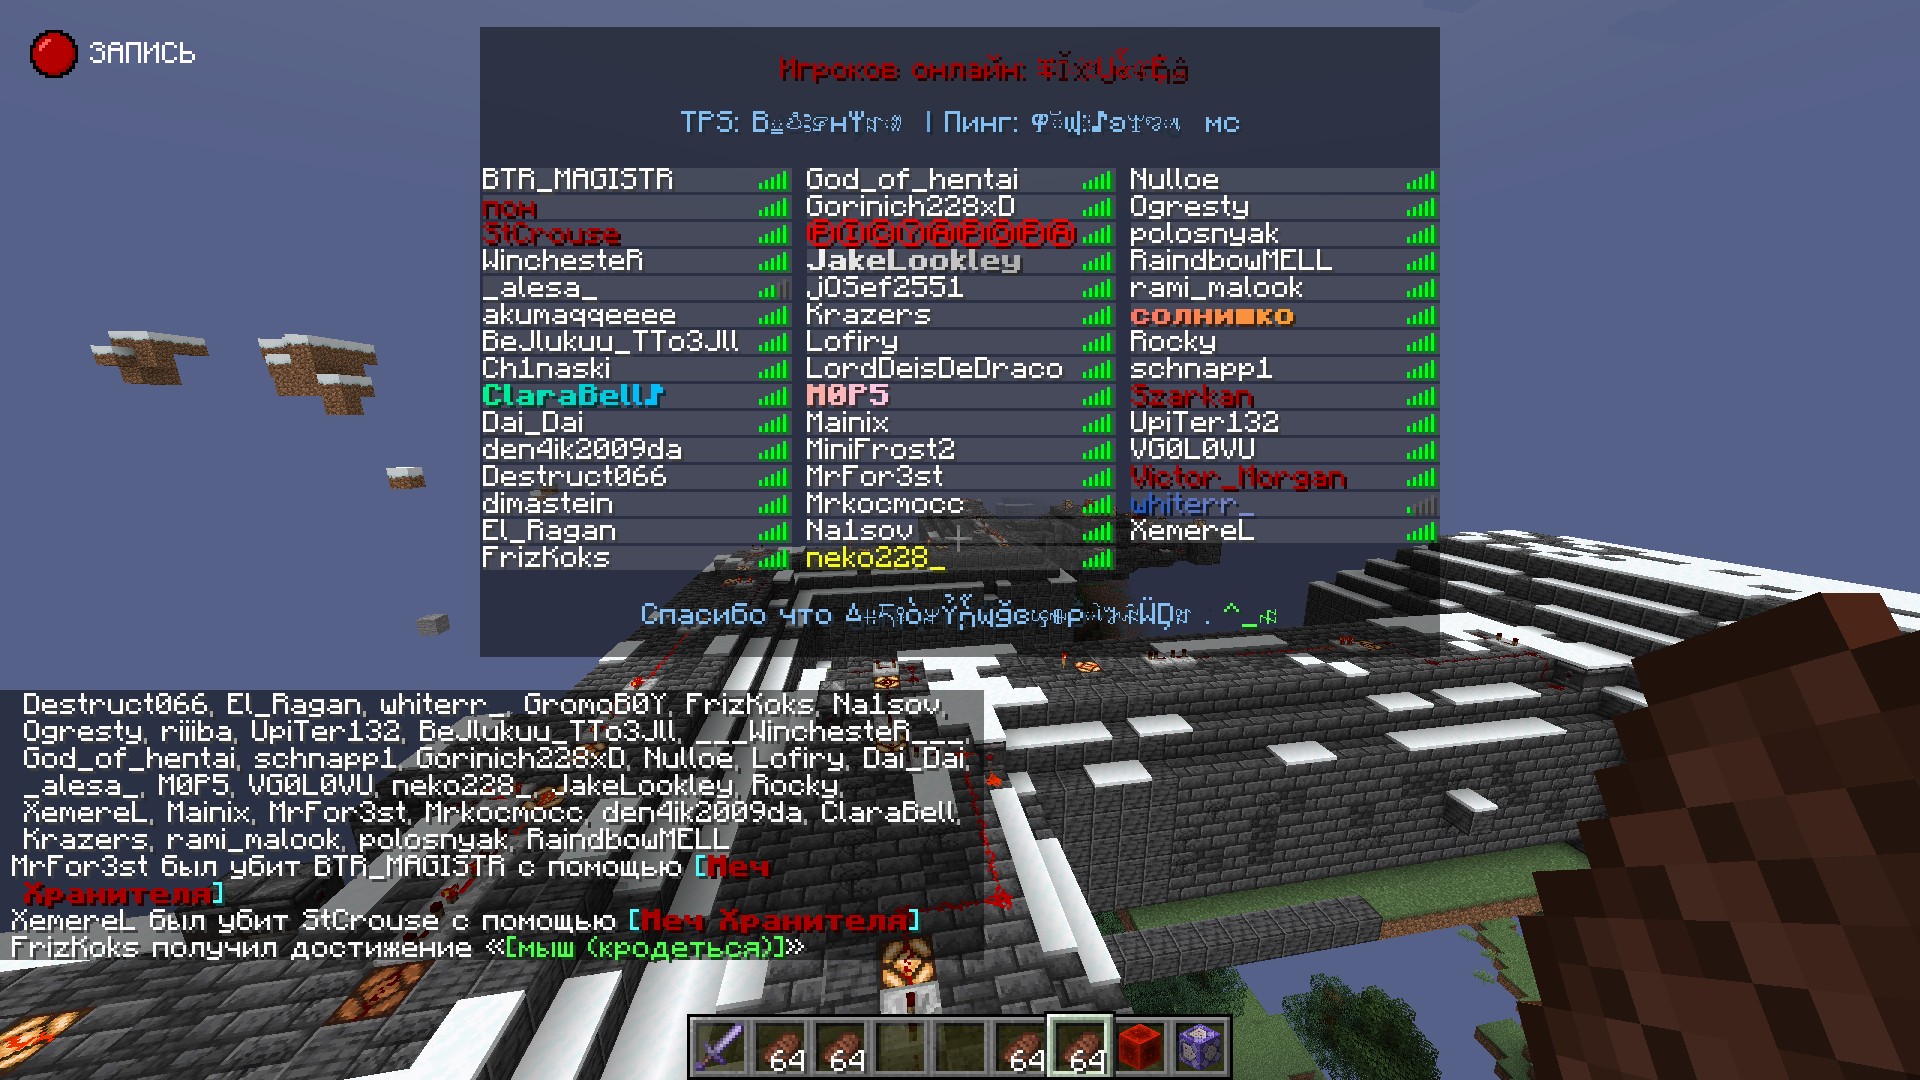 ЗАПИСЬ
Игроков онлайн:
TPS: | Пинг: мс
BTR_MAGISTR God_of_hentai Nulloe
пон Gorinich228xD Ogresty
StCrouse polosnyak
WinchesteR JakeLookley RaindbowMELL
_alesa_ jOSef2551 rami_malook
akumaqqeeee Krazers солнишко
BeJlukuu_TTo3Jll Lofiry Rocky
Ch1naski LordDeisDeDraco schnapp1
ClaraBell♪ M0P5 Szarkan
Dai_Dai Mainix UpiTer132
den4ik2009da MiniFrost2 VG0L0VU
Destruct066 MrFor3st Victor_Morgan
dimastein Mrkocmocc whiterr_
El_Ragan Na1sov XemereL
FrizKoks neko228_
Спасибо что . ^_
Destruct066, El_Ragan, whiterr_, GromoB0Y, FrizKoks, Na1sov,
Ogresty, riiiba, UpiTer132, BeJlukuu_TTo3Jll, ___WinchesteR___,
God_of_hentai, schnapp1, Gorinich228xD, Nulloe, Lofiry, Dai_Dai,
_alesa_, M0P5, VG0L0VU, neko228_, JakeLookley, Rocky,
XemereL, Mainix, MrFor3st, Mrkocmocc, den4ik2009da, ClaraBell,
Krazers, rami_malook, polosnyak, RaindbowMELL
MrFor3st был убит BTR_MAGISTR с помощью [Меч
Хранителя]
XemereL был убит StCrouse с помощью [Меч Хранителя]
FrizKoks получил достижение «[мыш (кродеться)]»
64 64 64 64